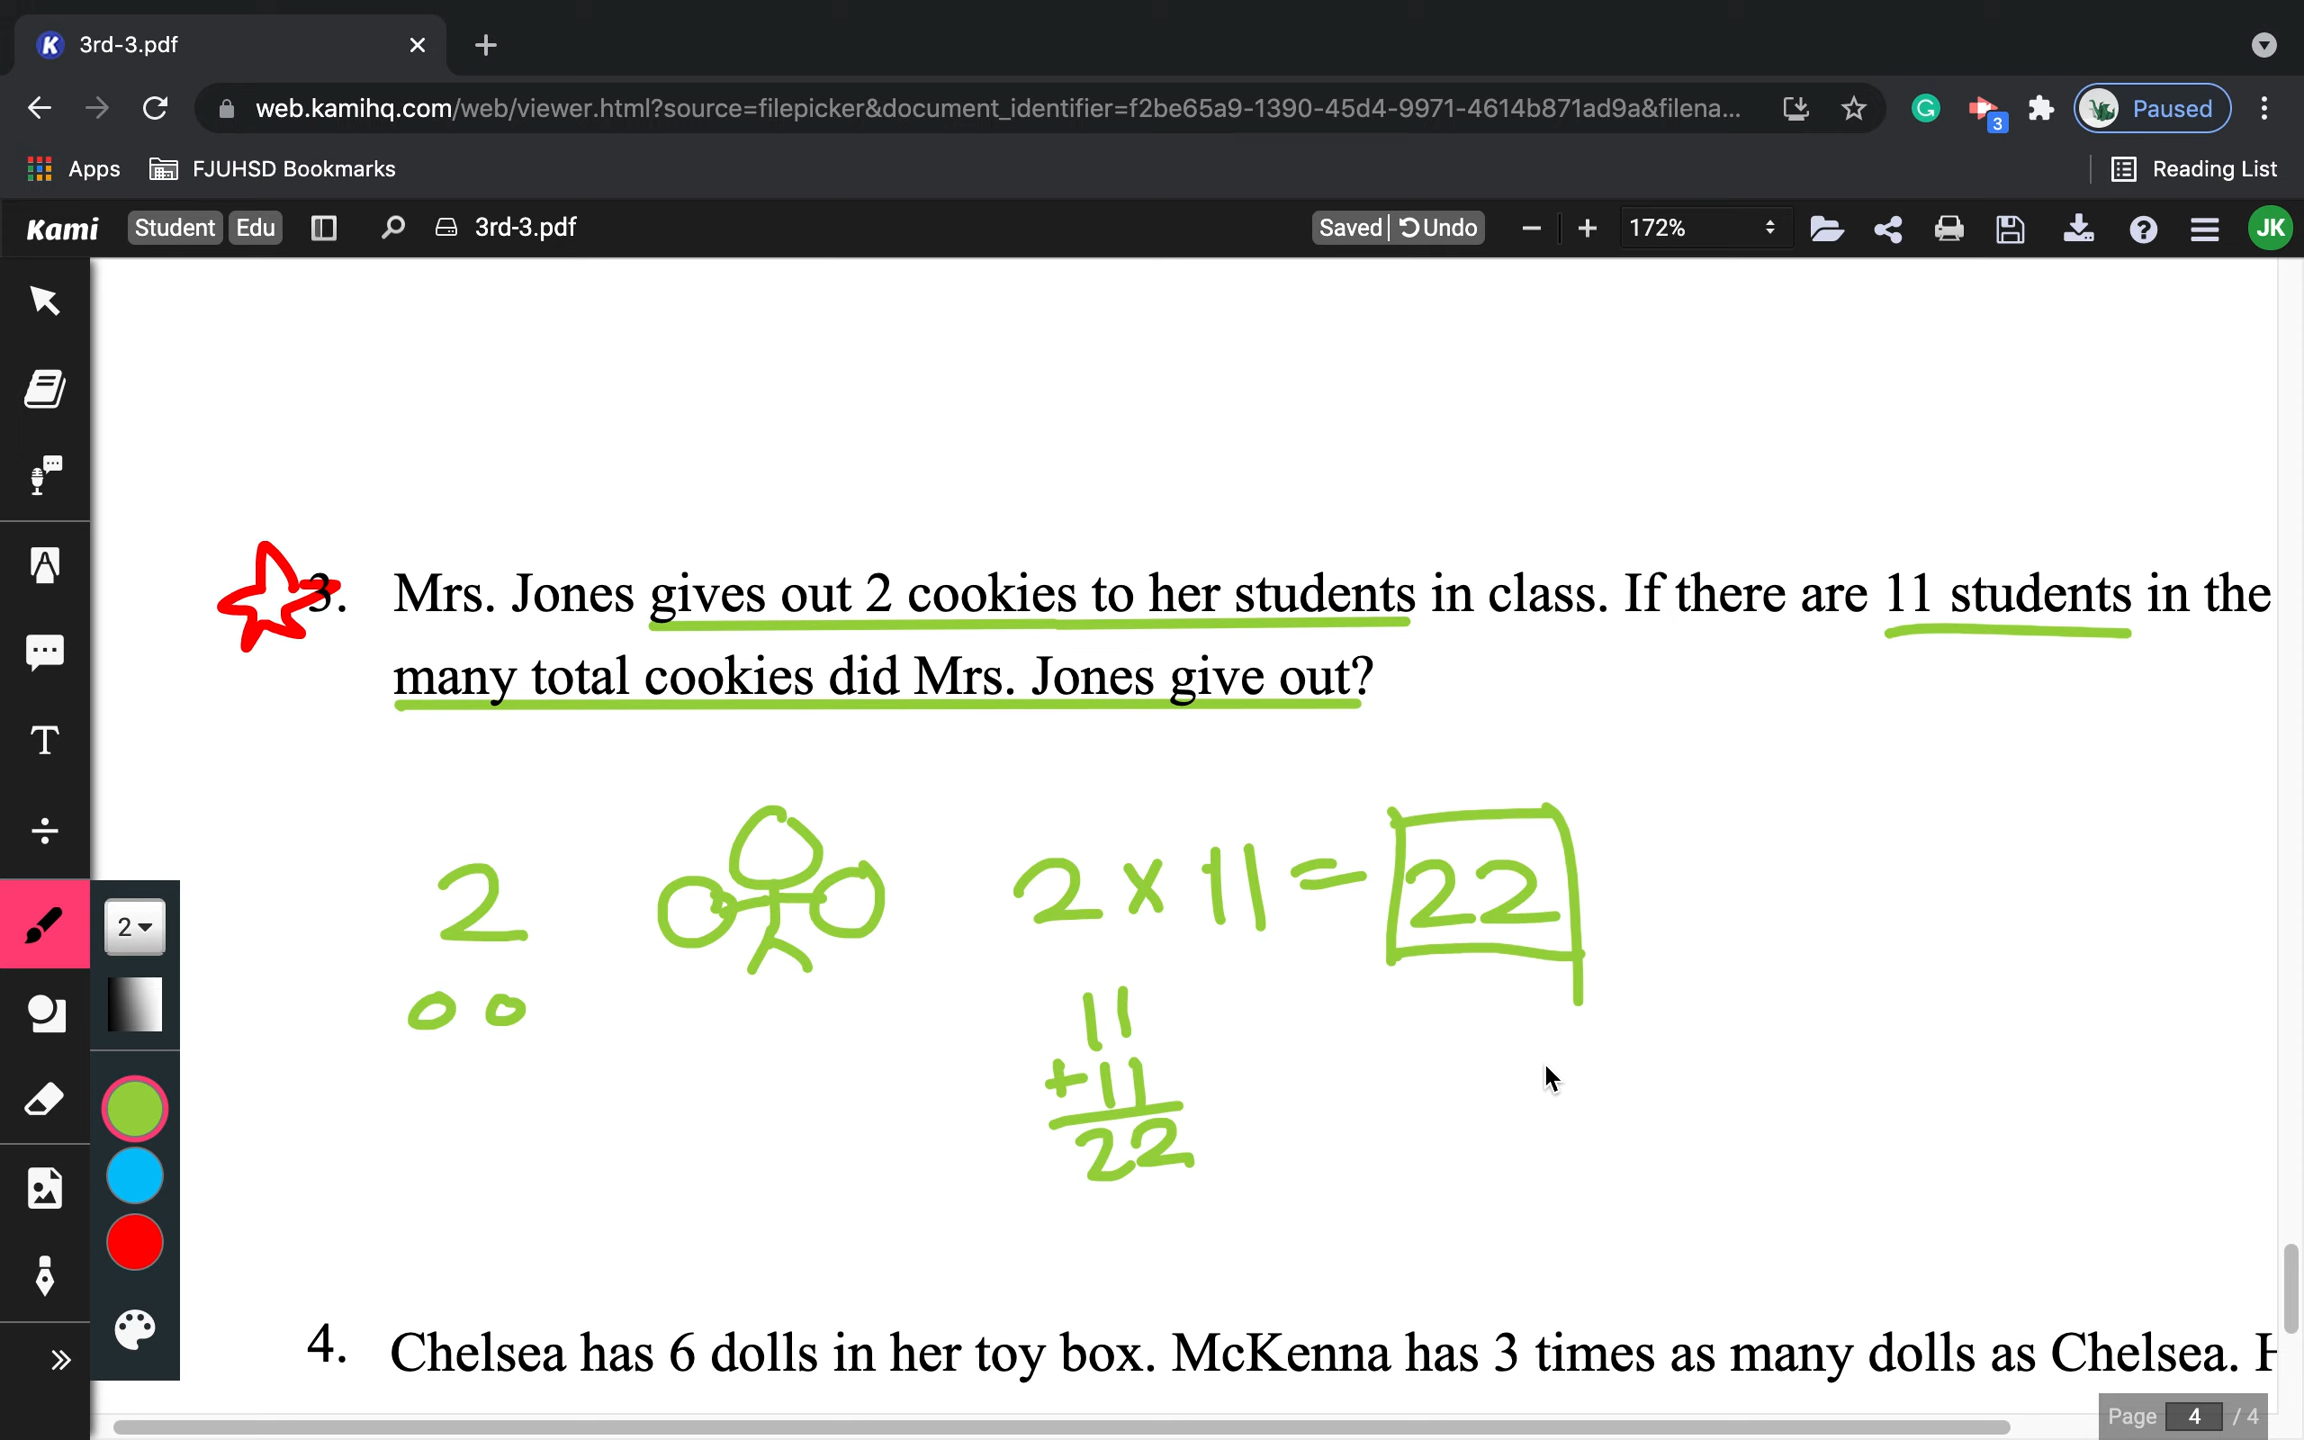 3rd-3.pdf
web.kamihq.com/web/viewer.html?source=filepicker&document_identifier=f2be65a9-1390-45d4-9971-4614b871ad9a&filena...
3
Paused
Apps
FJUHSD Bookmarks
Reading List
Kami
Student
Edu
3rd-3.pdf
Saved
Undo
172%
JK
3. Mrs. Jones gives out 2 cookies to her students in class. If there are 11 students in the
many total cookies did Mrs. Jones give out?
2
2 x 11 = 22
11
+11
22
2
4. Chelsea has 6 dolls in her toy box. McKenna has 3 times as many dolls as Chelsea. H
Page 4 / 4